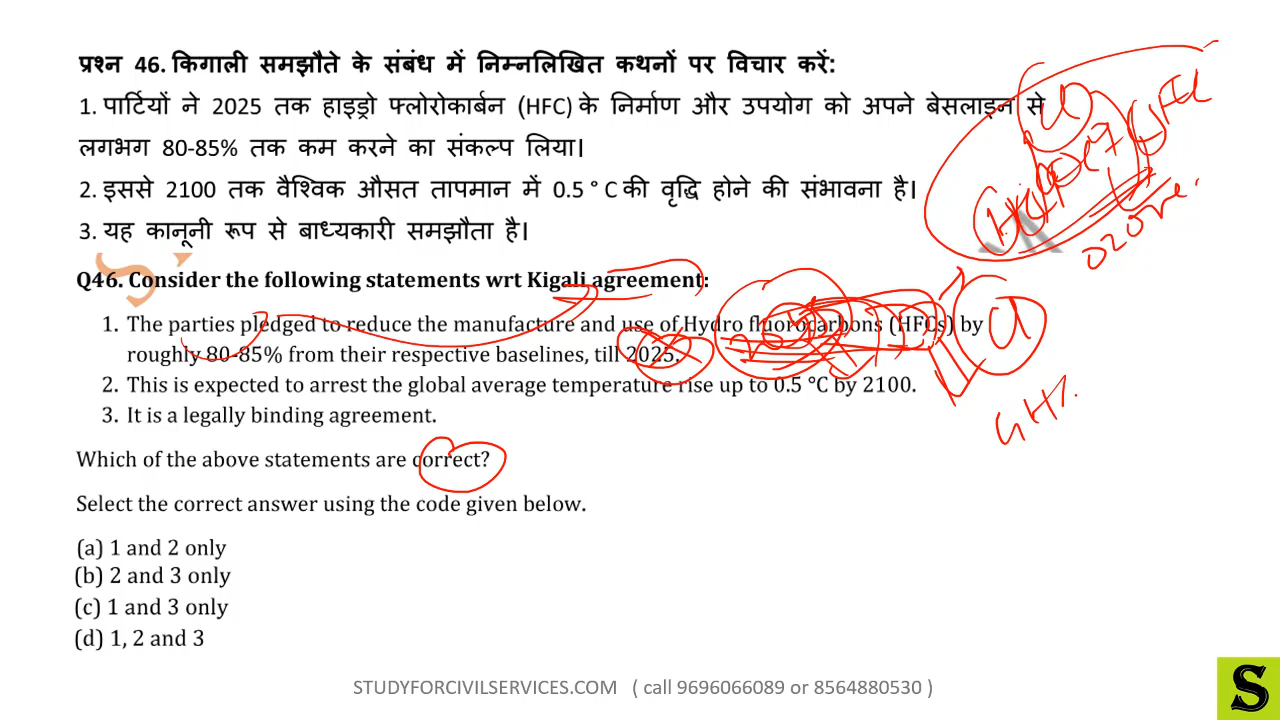 प्रश्न 46. किगाली समझौते के संबंध में निम्नलिखित कथनों पर विचार करें:
1. पार्टियों ने 2025 तक हाइड्रो फ्लोरोकार्बन (HFC) के निर्माण और उपयोग को अपने बेसलाइन से
लगभग 80-85% तक कम करने का संकल्प लिया।
2. इससे 2100 तक वैश्विक औसत तापमान में 0.5 ° C की वृद्धि होने की संभावना है।
3. यह कानूनी रूप से बाध्यकारी समझौता है।
ozone.
Q46. Consider the following statements wrt Kigali agreement:
1. The parties pledged to reduce the manufacture and use of Hydro fluorocarbons (HFCs) by
roughly 80-85% from their respective baselines, till 2025.
2. This is expected to arrest the global average temperature rise up to 0.5 °C by 2100.
3. It is a legally binding agreement.
Which of the above statements are correct?
Select the correct answer using the code given below.
(a) 1 and 2 only
(b) 2 and 3 only
(c) 1 and 3 only
(d) 1, 2 and 3
STUDYFORCIVILSERVICES.COM ( call 9696066089 or 8564880530 )
S